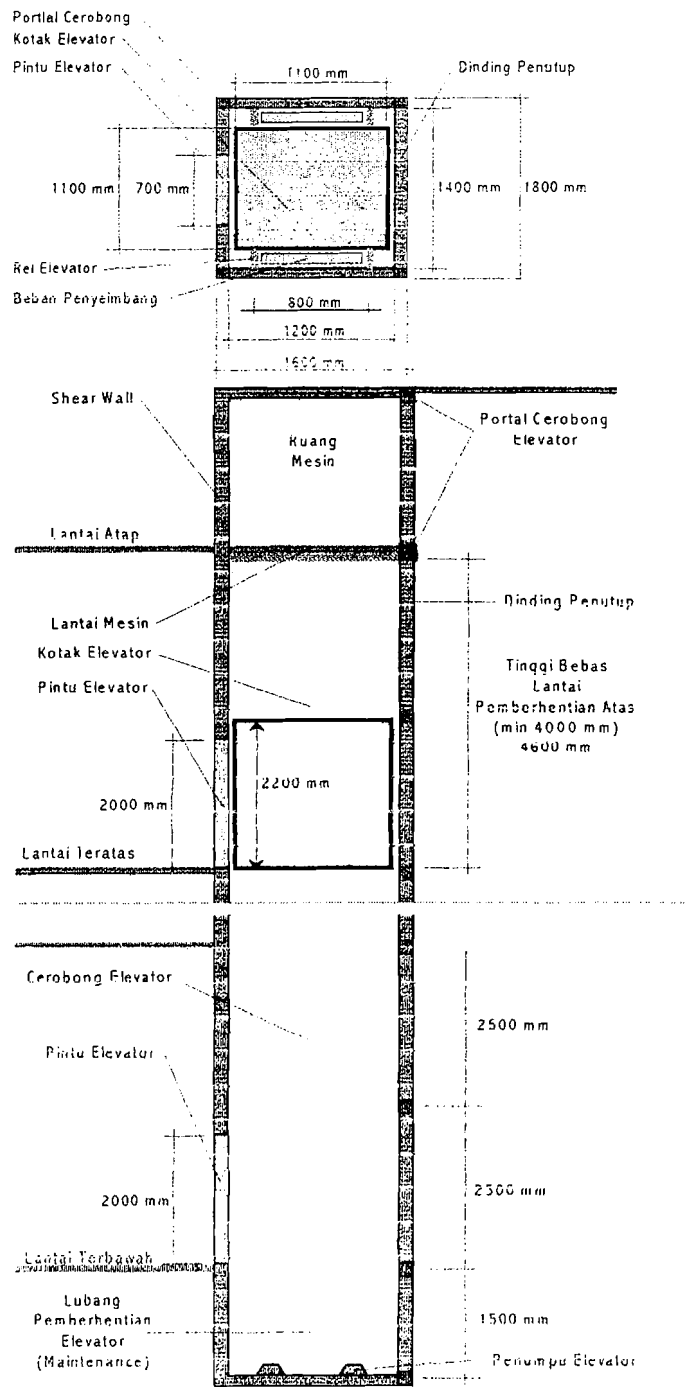 Portal Cerobong
Kotak Elevator
Pintu Elevator
1100 mm
Dinding Penutup
1100 mm
700 mm
1400 mm
1800 mm
Rel Elevator
Beban Penyeimbang
800 mm
1200 mm
1600 mm
Shear Wall
Ruang
Mesin
Portal Cerobong
Elevator
Lantai Atap
Lantai Mesin
Dinding Penutup
Kotak Elevator
Pintu Elevator
Tinggi Bebas
Lantai
Pemberhentian Atas
(min 4000 mm)
4600 mm
2200 mm
2000 mm
Lantai Teratas
Cerobong Elevator
2500 mm
Pintu Elevator
2000 mm
2500 mm
Lantai Terbawah
Lubang
Pemberhentian
Elevator
(Maintenance)
1500 mm
Penumpu Elevator